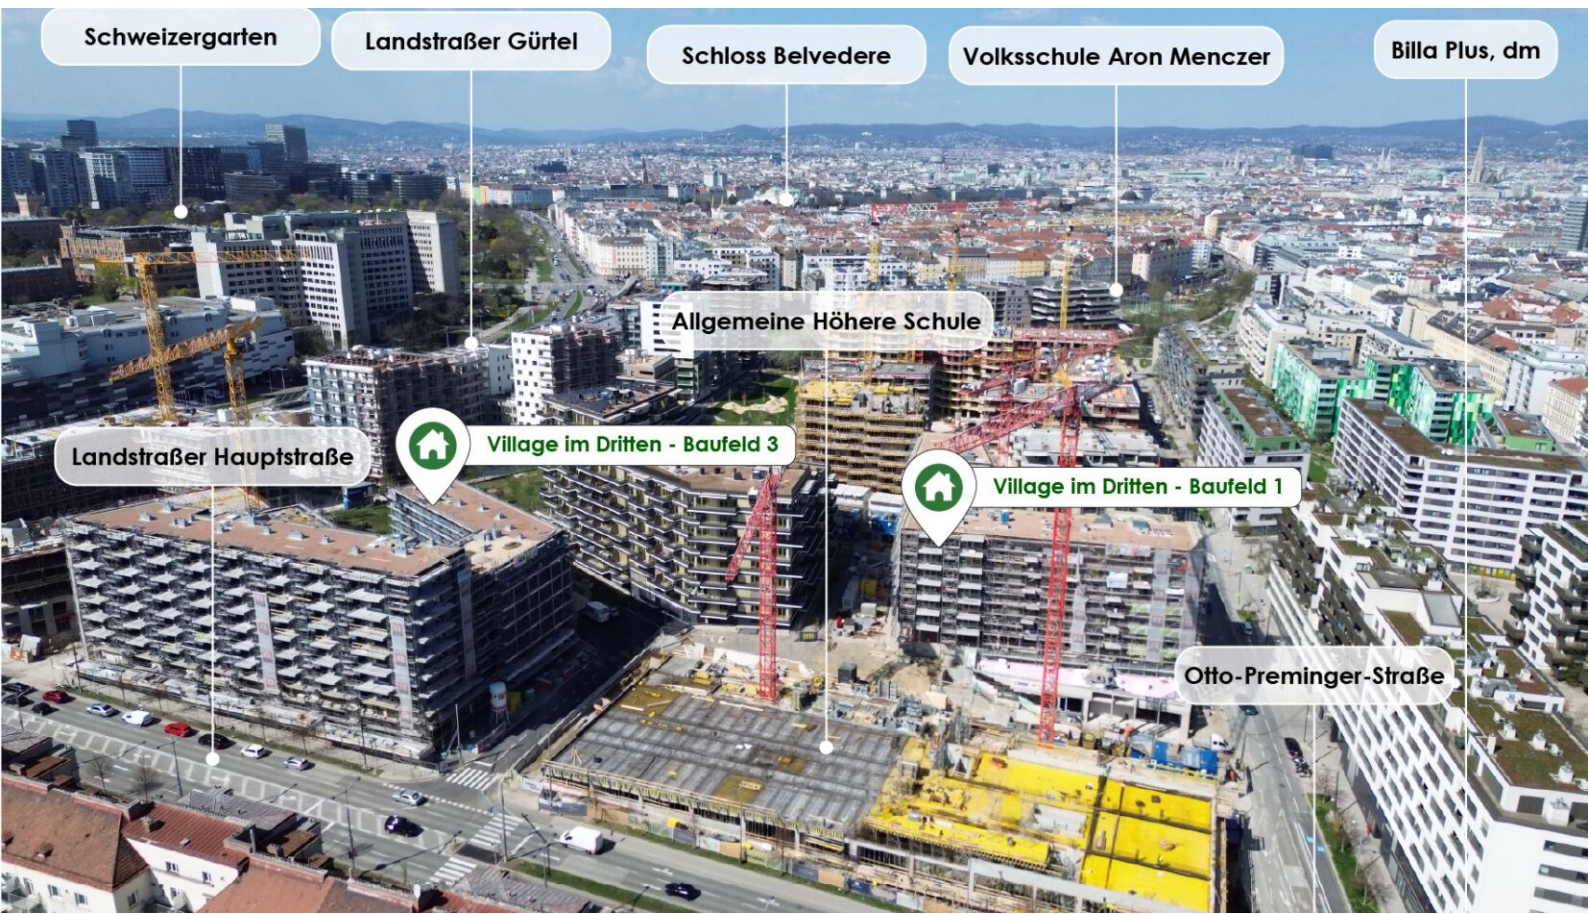 Schweizergarten
Landstraßer Gürtel
Schloss Belvedere
Volksschule Aron Menczer
Billa Plus, dm
Allgemeine Höhere Schule
Village im Dritten - Baufeld 3
Landstraßer Hauptstraße
Village im Dritten - Baufeld 1
Otto-Preminger-Straße